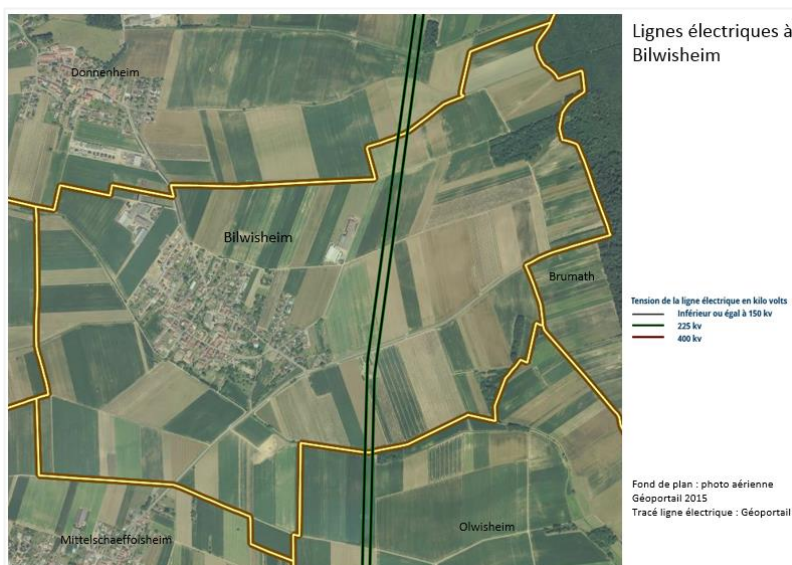 Lignes électriques à
Bilwisheim
Donnenheim
Bilwisheim
Brumath
Mittelschaeffolsheim
Olwisheim
Tension de la ligne électrique en kilo volts
Inférieur ou égal à 150 kv
225 kv
400 kv
Fond de plan : photo aérienne
Géoportail 2015
Tracé ligne électrique : Géoportail